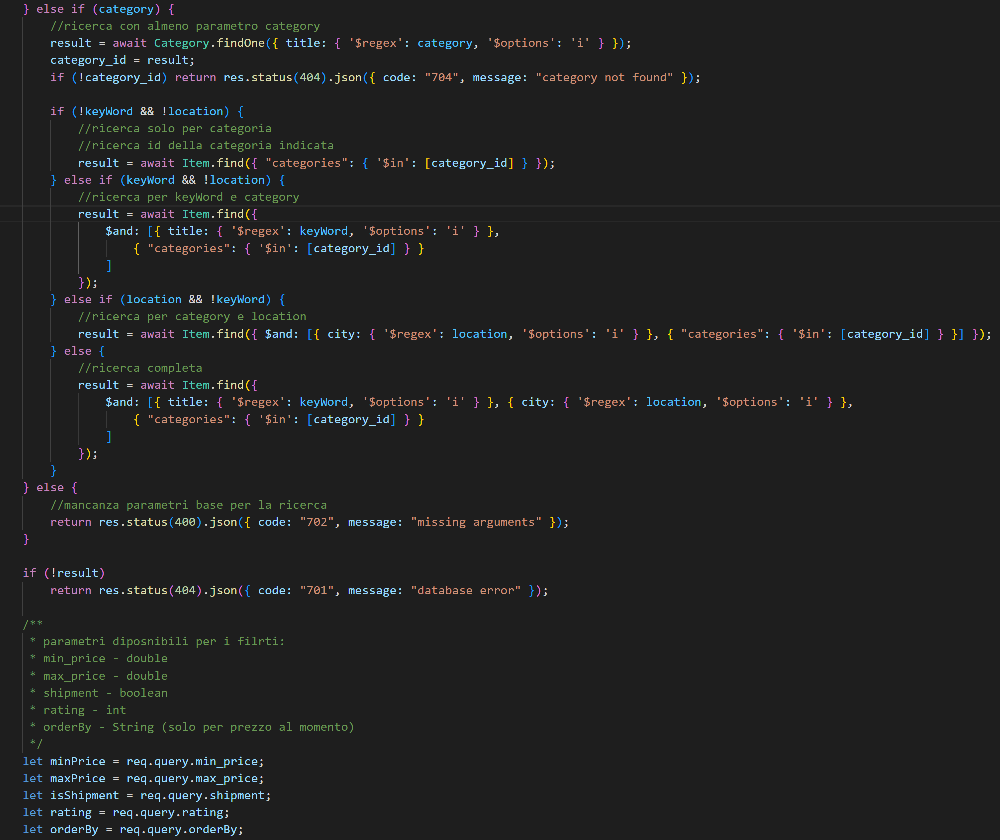 } else if (category) {
//ricerca con almeno parametro category
result = await Category.findOne({ title: { '$regex': category, '$options': 'i' } });
category_id = result;
if (!category_id) return res.status(404).json({ code: "704", message: "category not found" });
if (!keyWord && !location) {
//ricerca solo per categoria
//ricerca id della categoria indicata
result = await Item.find({ "categories": { '$in': [category_id] } });
} else if (keyWord && !location) {
//ricerca per keyWord e category
result = await Item.find({
$and: [{ title: { '$regex': keyWord, '$options': 'i' } },
{ "categories": { '$in': [category_id] } }
]
});
} else if (location && !keyWord) {
//ricerca per category e location
result = await Item.find({ $and: [{ city: { '$regex': location, '$options': 'i' } }, { "categories": { '$in': [category_id] } }] });
} else {
//ricerca completa
result = await Item.find({
$and: [{ title: { '$regex': keyWord, '$options': 'i' } }, { city: { '$regex': location, '$options': 'i' } },
{ "categories": { '$in': [category_id] } }
]
});
}
} else {
//mancanza parametri base per la ricerca
return res.status(400).json({ code: "702", message: "missing arguments" });
}
if (!result)
return res.status(404).json({ code: "701", message: "database error" });
/**
* parametri diposnibili per i filrti:
* min_price - double
* max_price - double
* shipment - boolean
* rating - int
* orderBy - String (solo per prezzo al momento)
*/
let minPrice = req.query.min_price;
let maxPrice = req.query.max_price;
let isShipment = req.query.shipment;
let rating = req.query.rating;
let orderBy = req.query.orderBy;